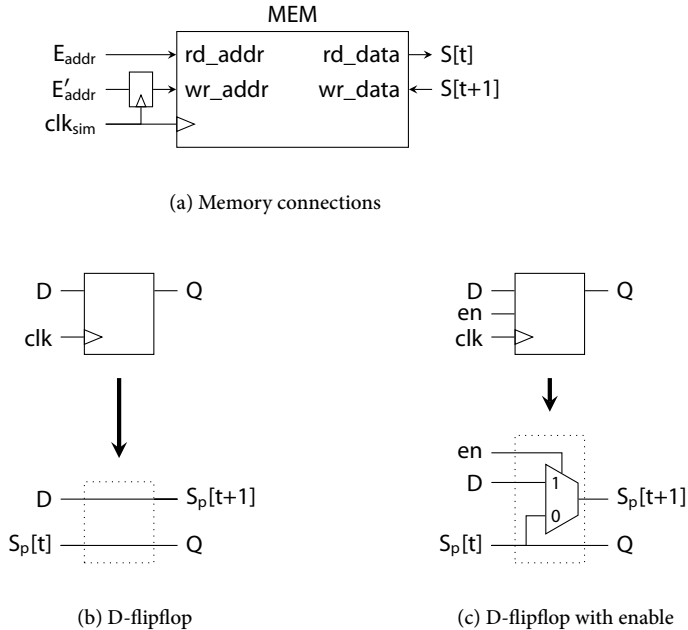 MEM
E_addr rd_addr rd_data S[t]
E′_addr wr_addr wr_data S[t+1]
clk_sim
(a) Memory connections
D Q
clk
D S_p[t+1]
S_p[t] Q
(b) D-flipflop
D Q
en
clk
en
D 1 S_p[t+1]
0
S_p[t] Q
(c) D-flipflop with enable